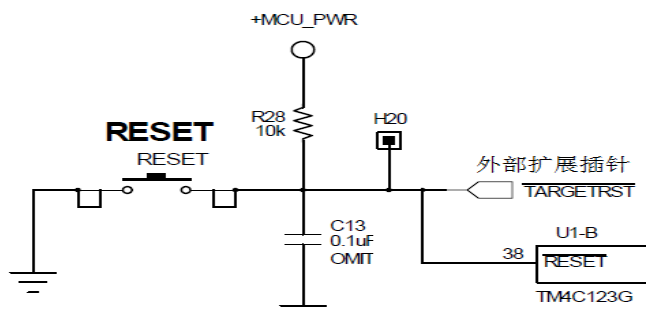 +MCU_PWR
R28
10k
H20
RESET
RESET
外部扩展插针
TARGETRST
C13
0.1uF
OMIT
U1-B
38
RESET
TM4C123G